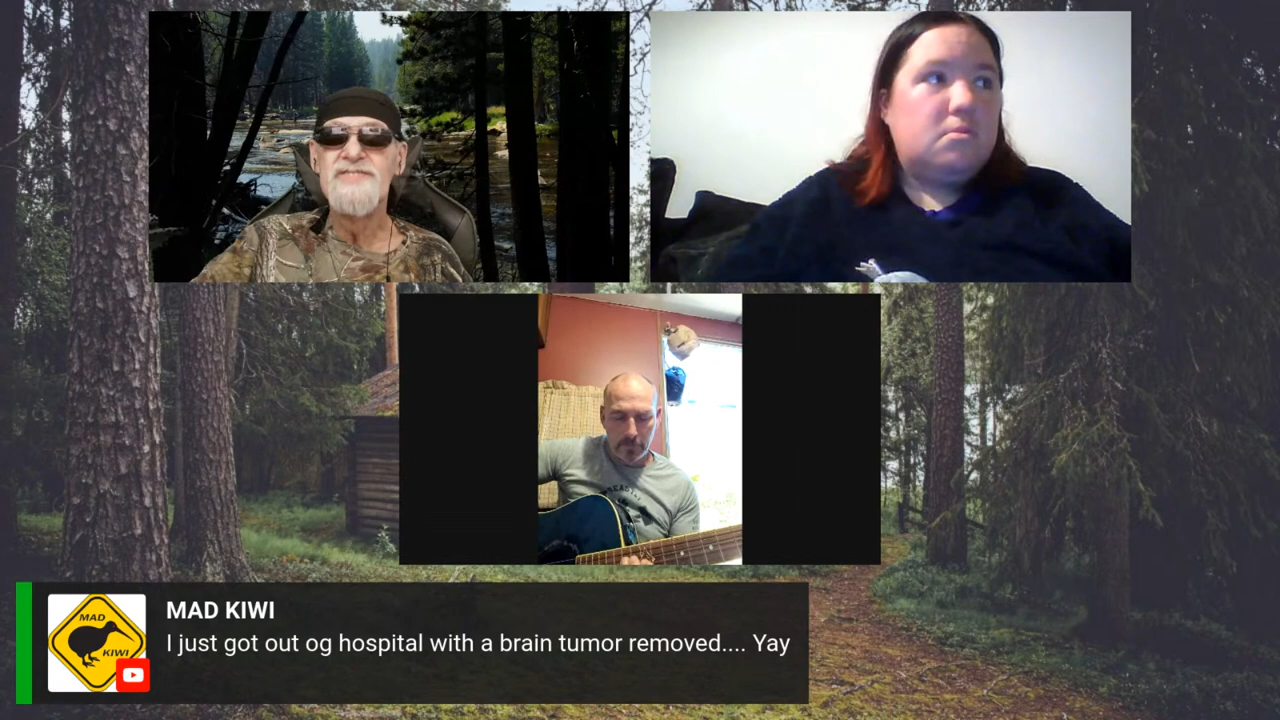 MAD KIWI
I just got out og hospital with a brain tumor removed.... Yay
MAD
KIWI